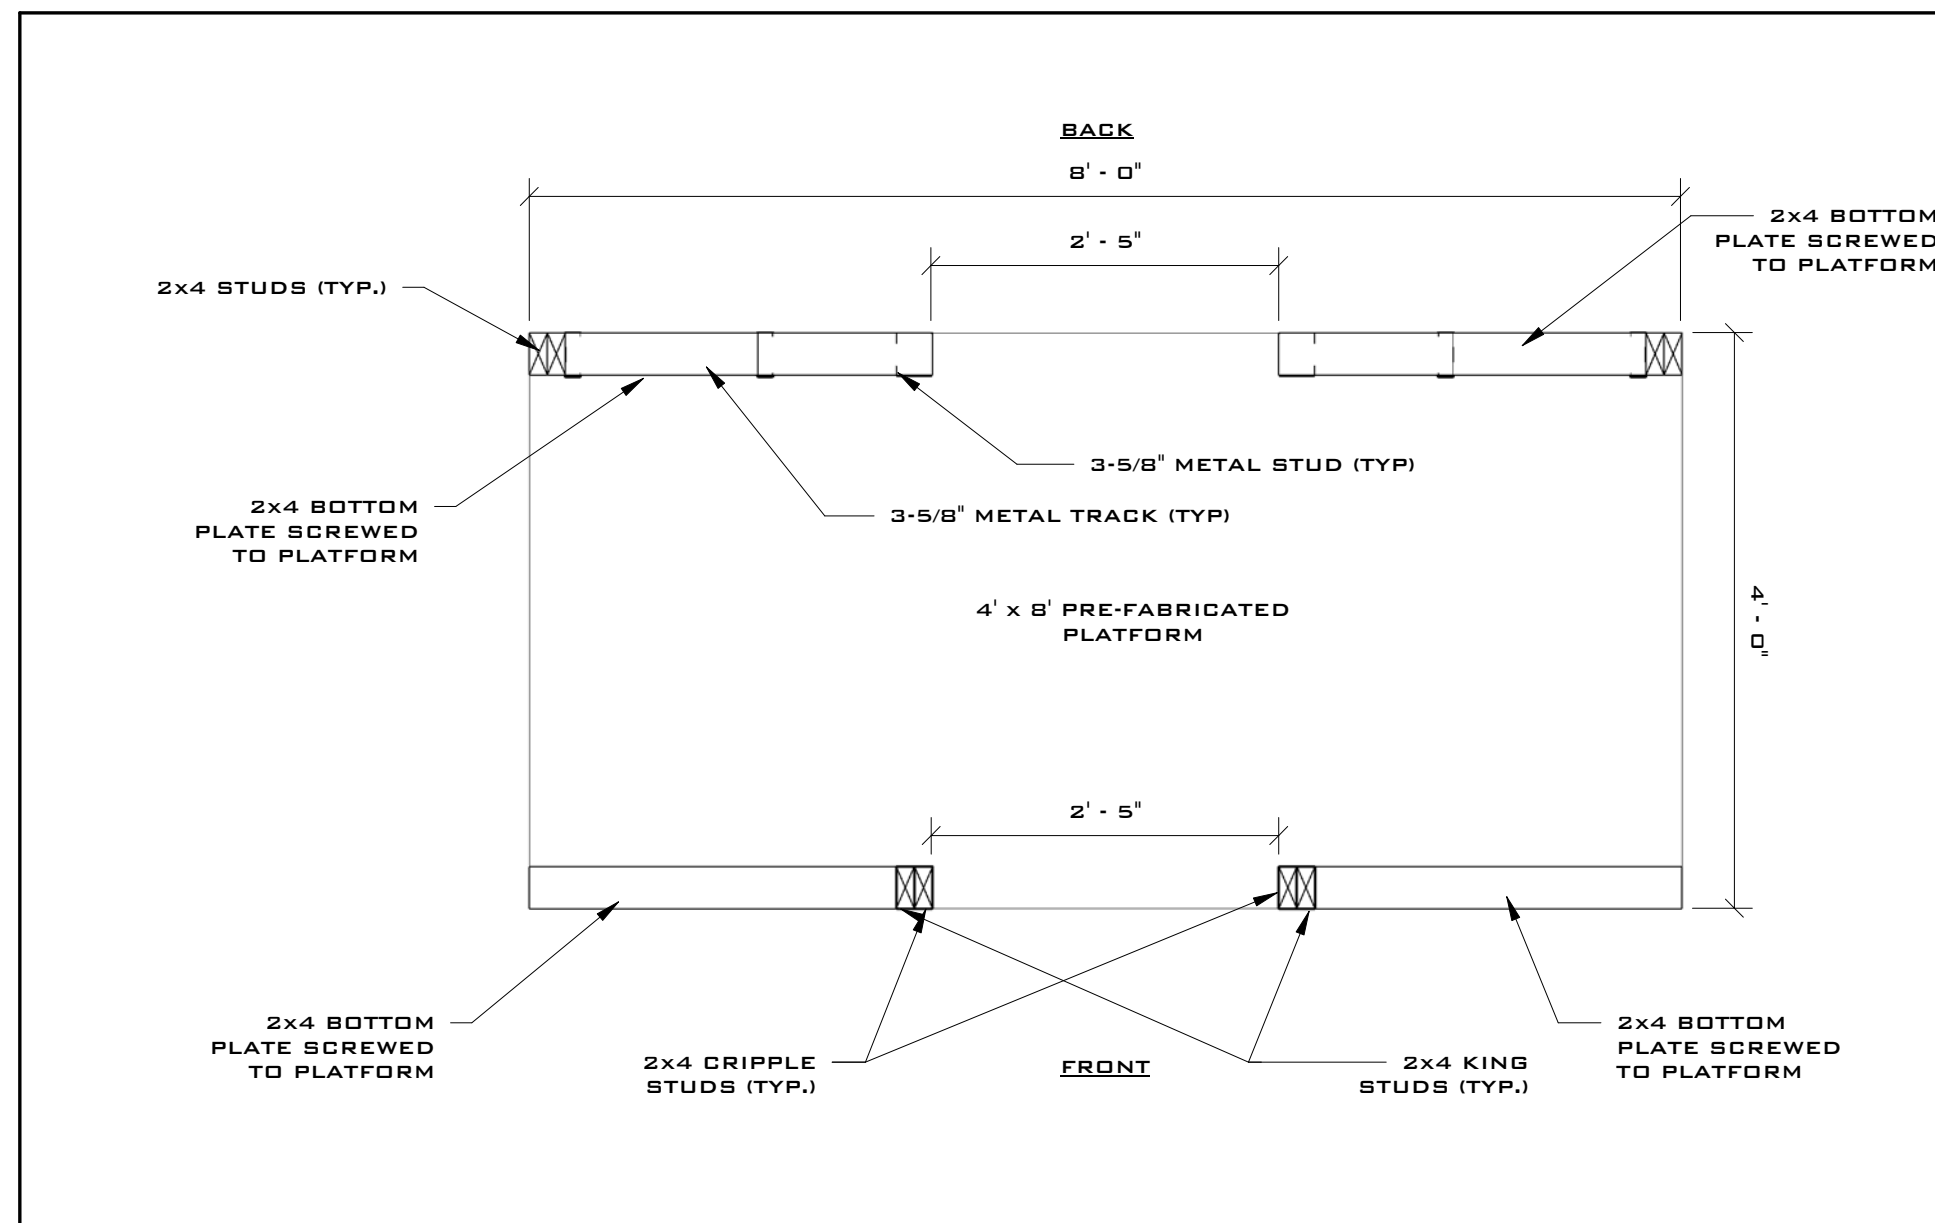 BACK
8' - 0"
2x4 BOTTOM
PLATE SCREWED
TO PLATFORM
2' - 5"
2x4 STUDS (TYP.)
3-5/8" METAL STUD (TYP)
2x4 BOTTOM
PLATE SCREWED
TO PLATFORM
3-5/8" METAL TRACK (TYP)
4' x 8' PRE-FABRICATED
PLATFORM
4' - 0"
2' - 5"
2x4 BOTTOM
PLATE SCREWED
TO PLATFORM
2x4 CRIPPLE
STUDS (TYP.)
FRONT
2x4 KING
STUDS (TYP.)
2x4 BOTTOM
PLATE SCREWED
TO PLATFORM